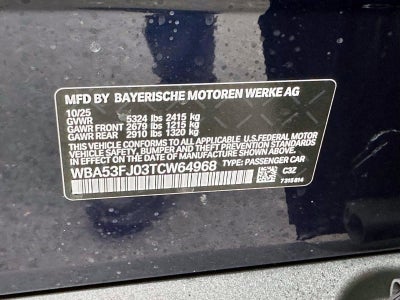 MFD BY BAYERISCHE MOTOREN WERKE AG
10/25
GVWR 5324 lbs 2415 kg
GAWR FRONT 2679 lbs 1215 kg
GAWR REAR 2910 lbs 1320 kg
THIS VEHICLE CONFORMS TO ALL APPLICABLE U.S.FEDERAL MOTOR
VEHICLE SAFETY, BUMPER, AND THEFT PREVENTION STANDARDS
IN EFFECT ON THE DATE OF MANUFACTURE SHOWN ABOVE.
WBA53FJ03TCW64968 TYPE: PASSENGER CAR
C3Z
7315814